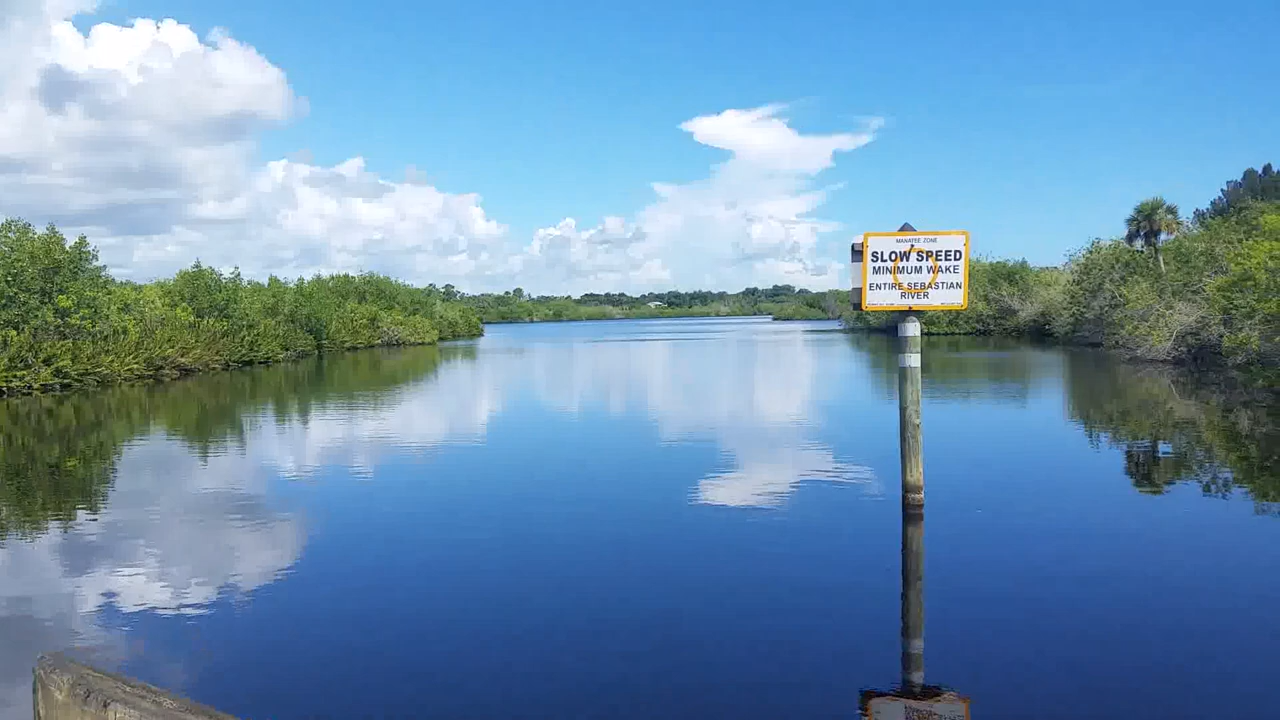 MANATEE ZONE
SLOW SPEED
MINIMUM WAKE
ENTIRE SEBASTIAN
RIVER